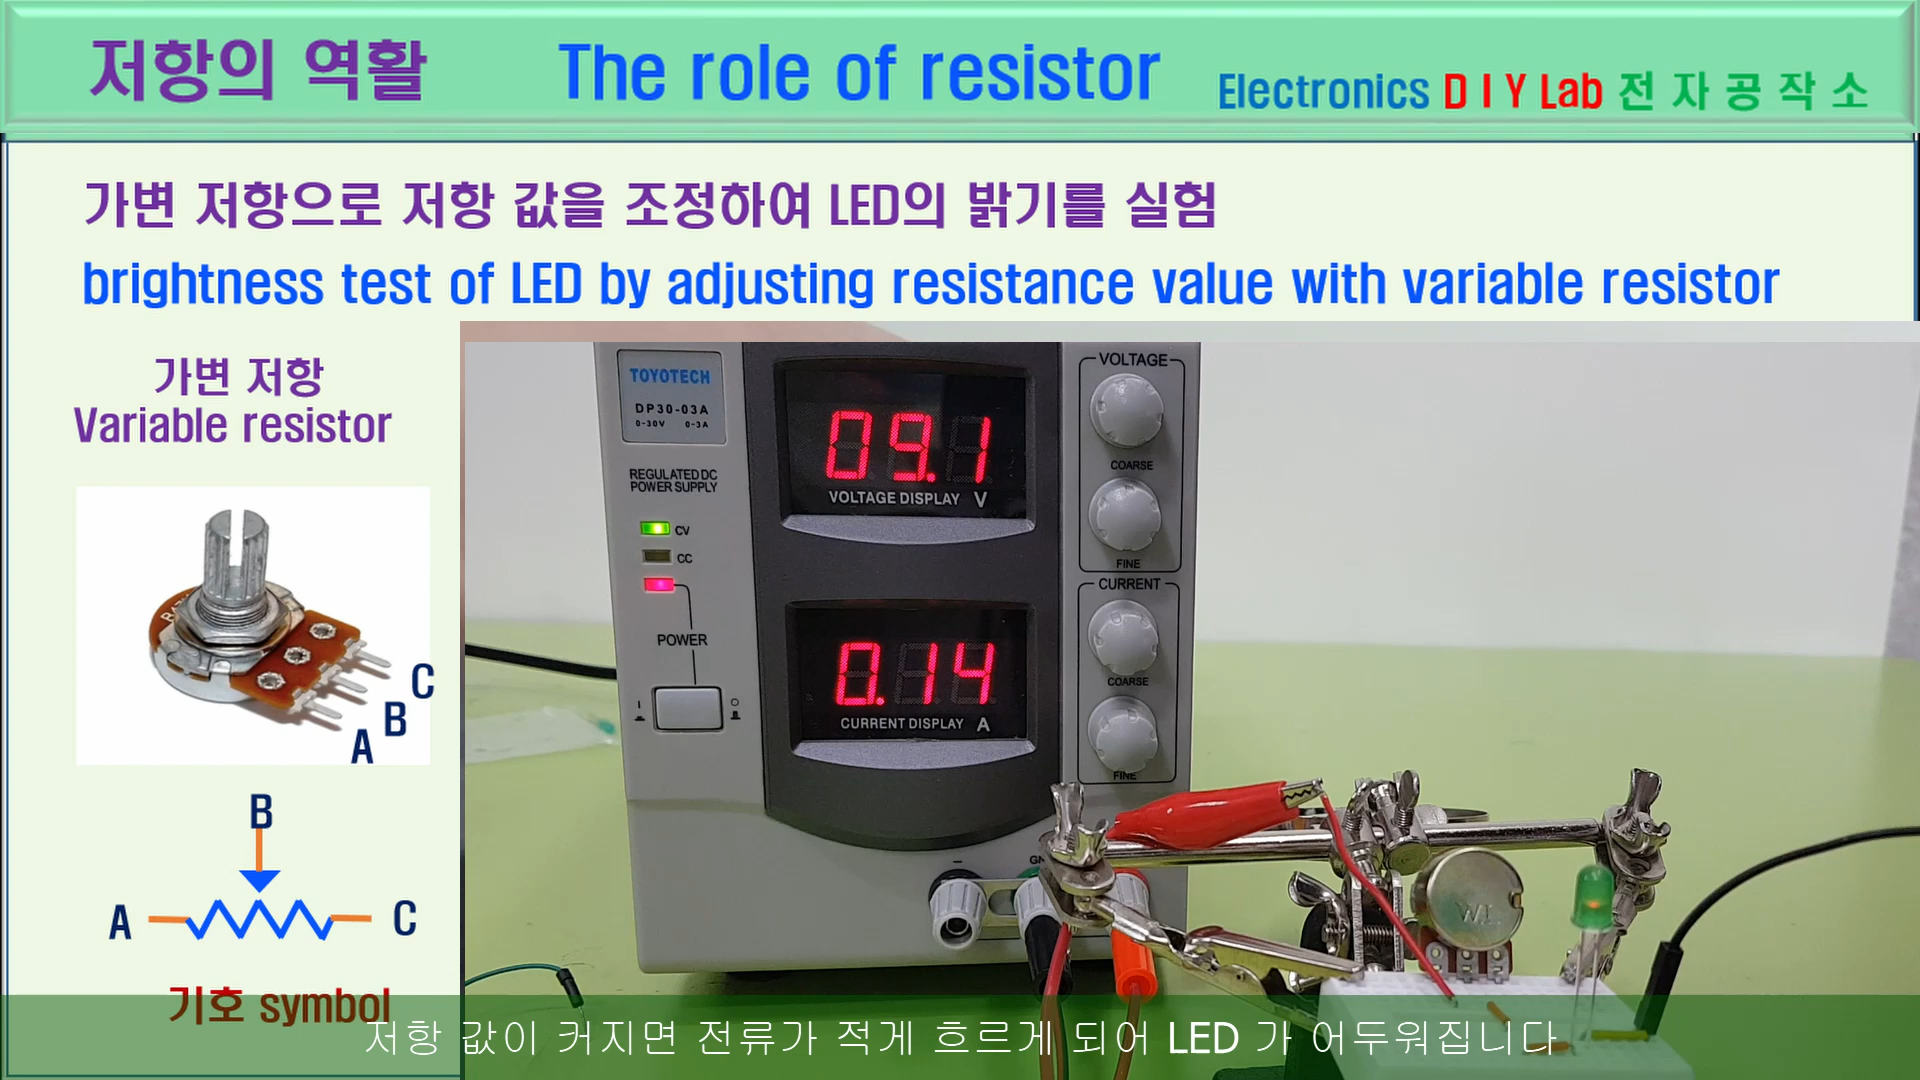 저항의 역활 The role of resistor Electronics D I Y Lab 전 자 공 작 소
가변 저항으로 저항 값을 조정하여 LED의 밝기를 실험
brightness test of LED by adjusting resistance value with variable resistor
가변 저항
Variable resistor
C
B
A
B
A C
기호 symbol
TOYOTECH
DP30-03A
0-30V 0-3A
REGULATED DC
POWER SUPPLY
CV
CC
POWER
09.1
VOLTAGE DISPLAY V
0.14
CURRENT DISPLAY A
VOLTAGE
COARSE
FINE
CURRENT
COARSE
FINE
저항 값이 커지면 전류가 적게 흐르게 되어 LED 가 어두워집니다